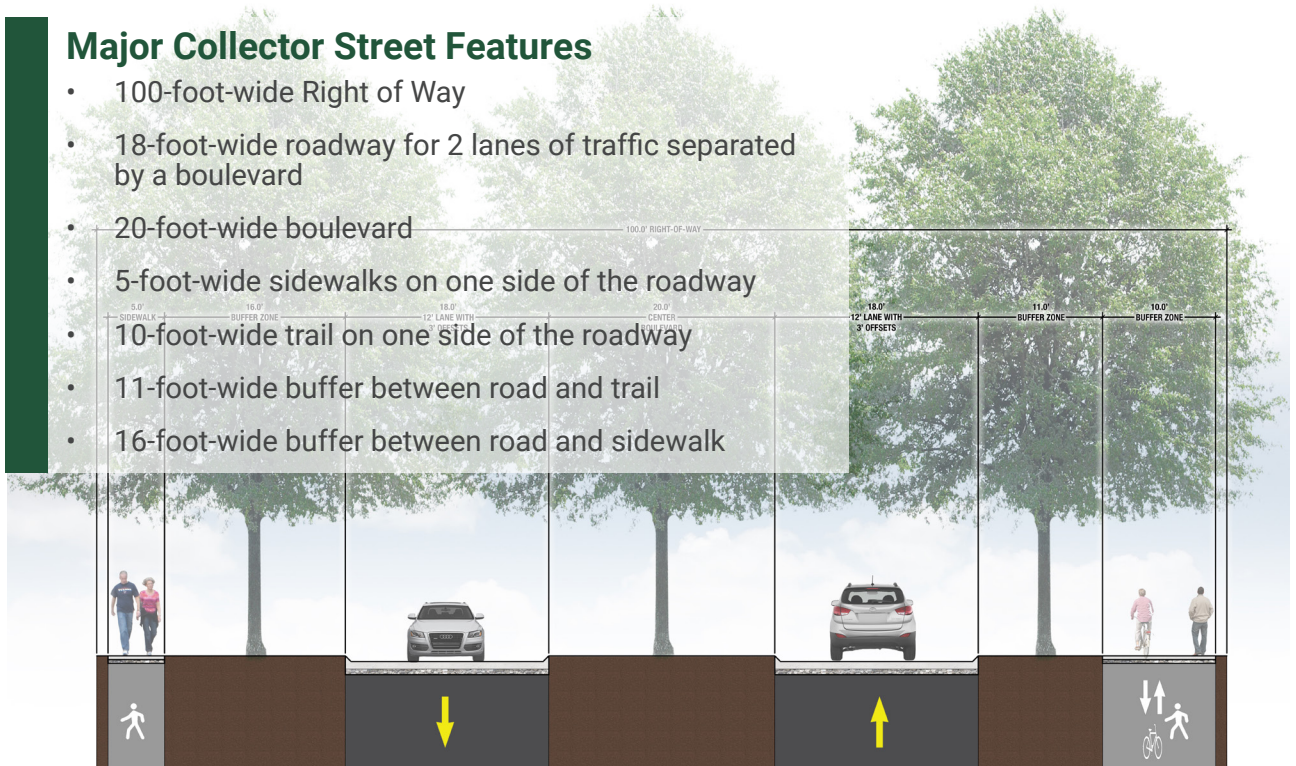 Major Collector Street Features
• 100-foot-wide Right of Way
• 18-foot-wide roadway for 2 lanes of traffic separated
by a boulevard
• 20-foot-wide boulevard
100.0' RIGHT-OF-WAY
• 5-foot-wide sidewalks on one side of the roadway
5.0'
SIDEWALK
16.0'
BUFFER ZONE
18.0'
12' LANE WITH
3' OFFSETS
20.0'
CENTER
BOULEVARD
18.0'
12' LANE WITH
3' OFFSETS
11.0'
BUFFER ZONE
10.0'
BUFFER ZONE
• 10-foot-wide trail on one side of the roadway
• 11-foot-wide buffer between road and trail
• 16-foot-wide buffer between road and sidewalk